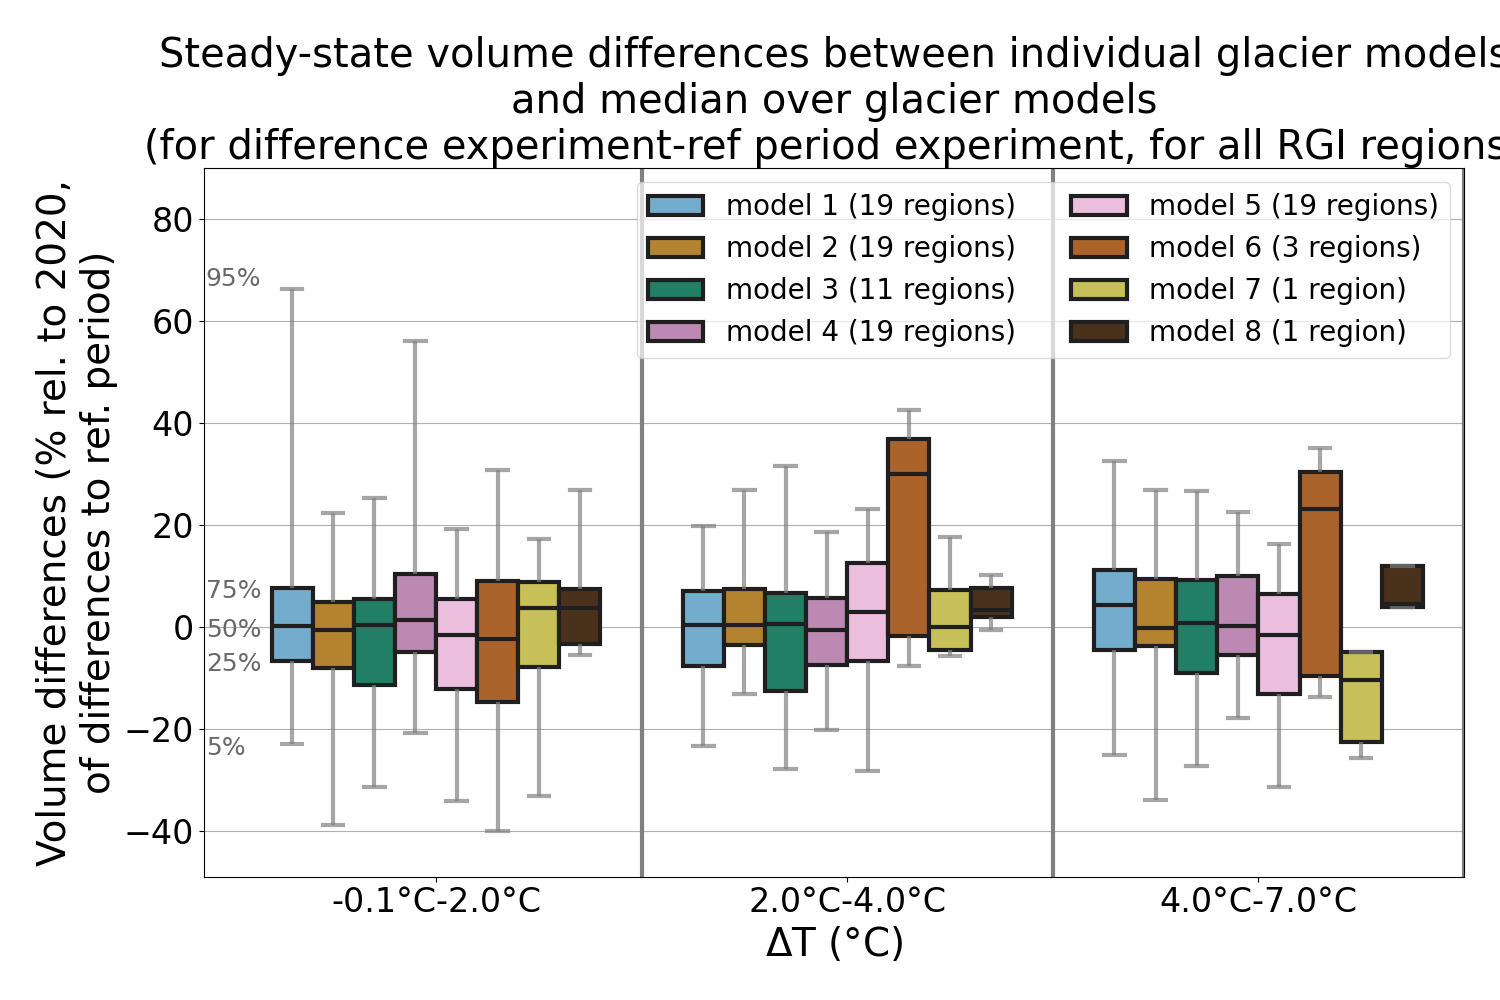 Steady-state volume differences between individual glacier models
and median over glacier models
(for difference experiment-ref period experiment, for all RGI regions
Volume differences (% rel. to 2020,
of differences to ref. period)
80
60
40
20
0
−20
−40
95%
75%
50%
25%
5%
model 1 (19 regions)
model 2 (19 regions)
model 3 (11 regions)
model 4 (19 regions)
model 5 (19 regions)
model 6 (3 regions)
model 7 (1 region)
model 8 (1 region)
-0.1°C-2.0°C
2.0°C-4.0°C
4.0°C-7.0°C
ΔT (°C)